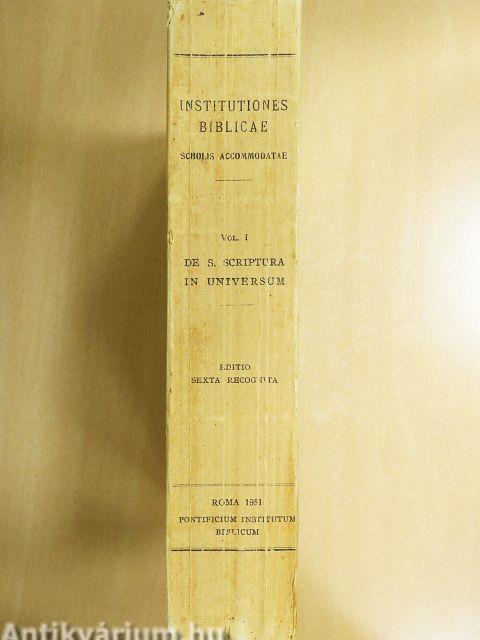 INSTITUTIONES
BIBLICAE
SCHOLIS ACCOMMODATAE
VOL. I
DE S. SCRIPTURA
IN UNIVERSUM
EDITIO
SEXTA RECOGNITA
ROMA 1951
PONTIFICIUM INSTITUTUM
BIBLICUM
Antikvárium.hu